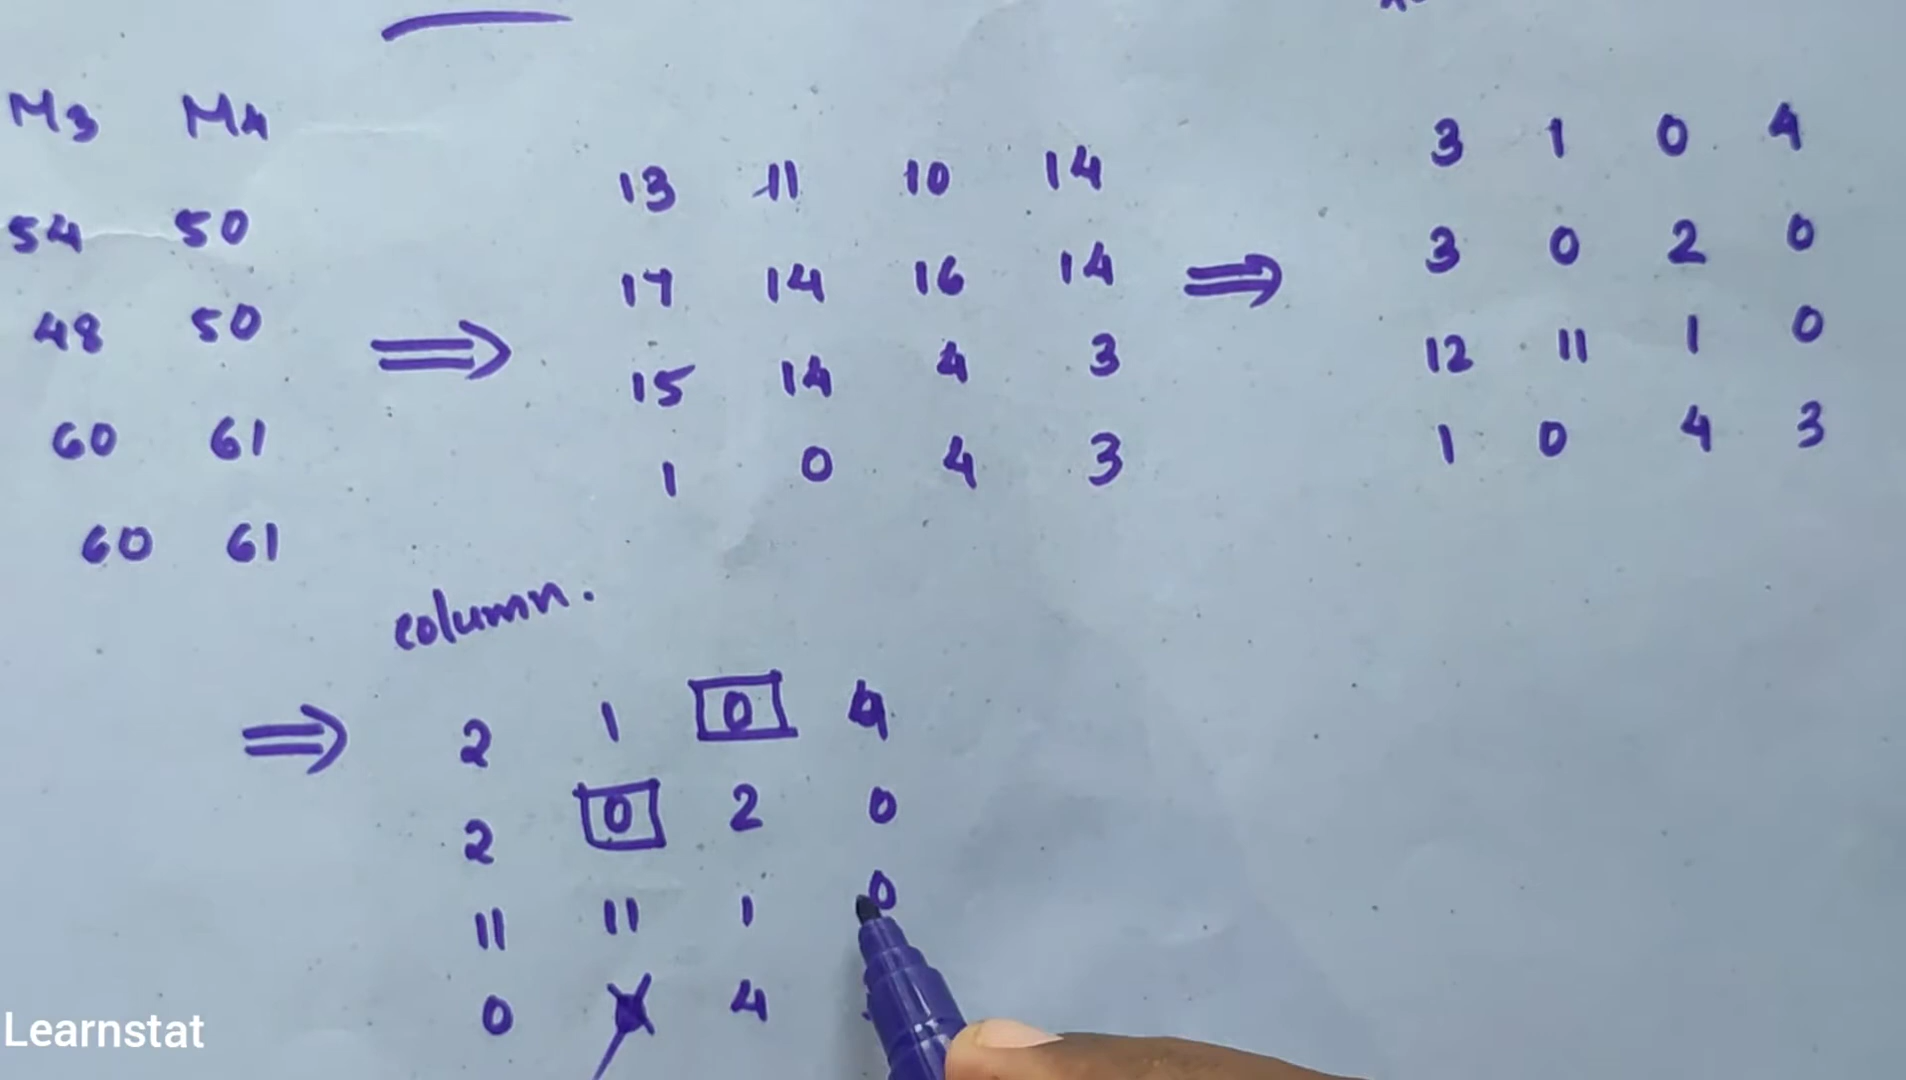 M3 M4
54 50
48 50
60 61
60 61
13 11 10 14
17 14 16 14
15 14 4 3
1 0 4 3
3 1 0 4
3 0 2 0
12 11 1 0
1 0 4 3
column.
2 1 0 4
2 0 2 0
11 11 1 0
0 4
Learnstat